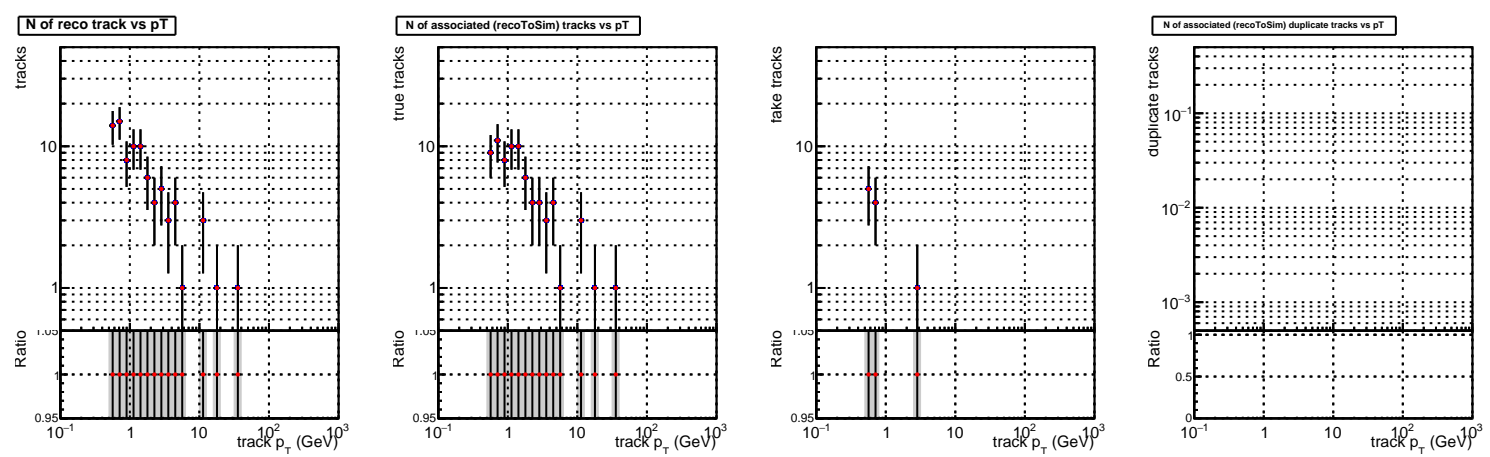 N of reco track vs pT
tracks
10
1
1.05
Ratio
1
0.95
10⁻¹ 1 10 10² 10³
track p_T (GeV)
N of associated (recoToSim) tracks vs pT
true tracks
10
1
1.05
Ratio
1
0.95
10⁻¹ 1 10 10² 10³
track p_T (GeV)
fake tracks
10
1
1.05
Ratio
1
0.95
10⁻¹ 1 10 10² 10³
track p_T (GeV)
N of associated (recoToSim) duplicate tracks vs pT
duplicate tracks
10⁻¹
10⁻²
10⁻³
Ratio
1
0.5
0
10⁻¹ 1 10 10² 10³
track p_T (GeV)